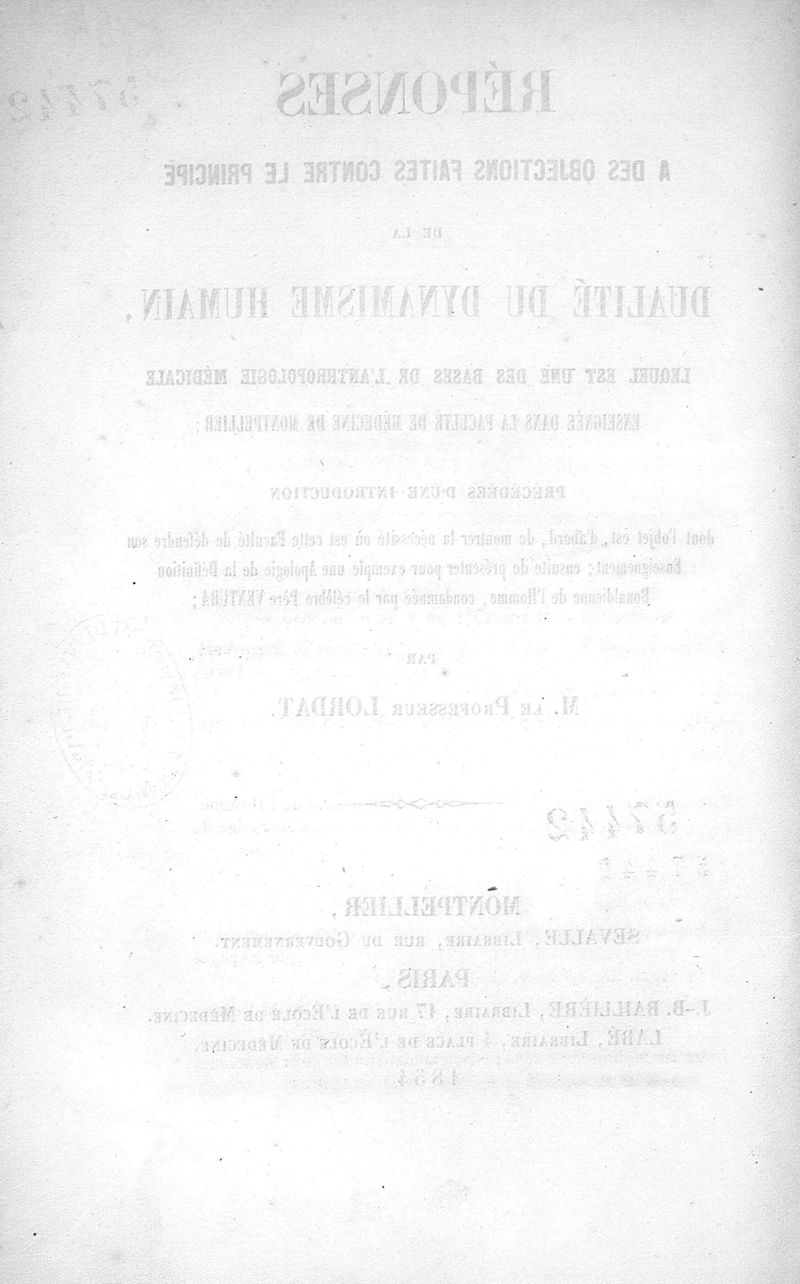 RÉPONSES
57442
A DES OBJECTIONS FAITES CONTRE LE PRINCIPE
DE LA
DUALITÉ DU DYNAMISME HUMAIN,
LEQUEL EST UNE DES BASES DE L'ANTHROPOLOGIE MÉDICALE
ENSEIGNÉE DANS LA FACULTÉ DE MÉDECINE DE MONTPELLIER;
PRÉCÉDÉES D'UNE INTRODUCTION
dont l'objet est, d'abord, de montrer la nécessité où est cette Faculté de défendre son
Enseignement; ensuite de présenter pour exemple une Apologie de la Définition
Bonaldienne de l'Homme, condamnée par le célèbre Père VENTURA;
PAR
M. LE PROFESSEUR LORDAT.
57442
57442
MONTPELLIER,
SEVALLE, LIBRAIRE, RUE DU GOUVERNEMENT.
PARIS,
J.-B. BAILLIÈRE, LIBRAIRE, 17 RUE DE L'ÉCOLE DE MÉDECINE.
LABÉ, LIBRAIRE, 4 PLACE DE L'ÉCOLE DE MÉDECINE.
1854